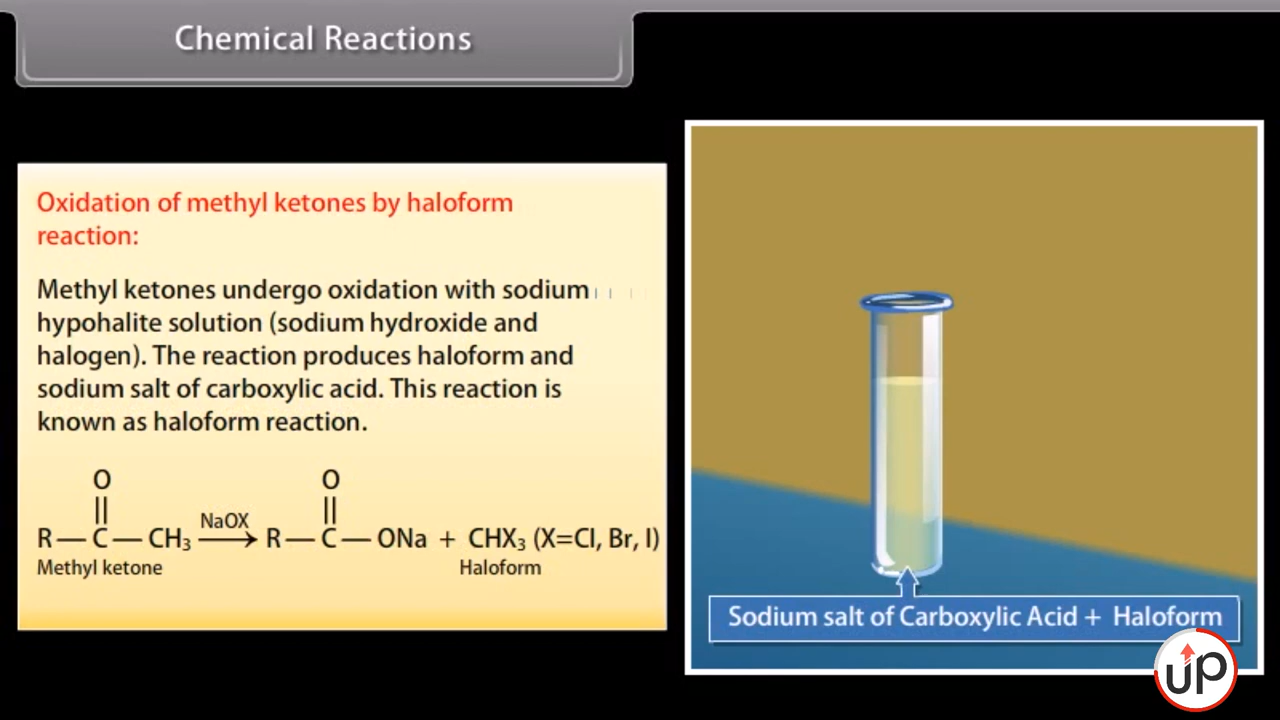 Chemical Reactions
Oxidation of methyl ketones by haloform
reaction:
Methyl ketones undergo oxidation with sodium
hypohalite solution (sodium hydroxide and
halogen). The reaction produces haloform and
sodium salt of carboxylic acid. This reaction is
known as haloform reaction.
O O
|| ||
R — C — CH₃ NaOX ⟶ R — C — ONa + CHX₃ (X=Cl, Br, I)
Methyl ketone Haloform
Sodium salt of Carboxylic Acid + Haloform
UP